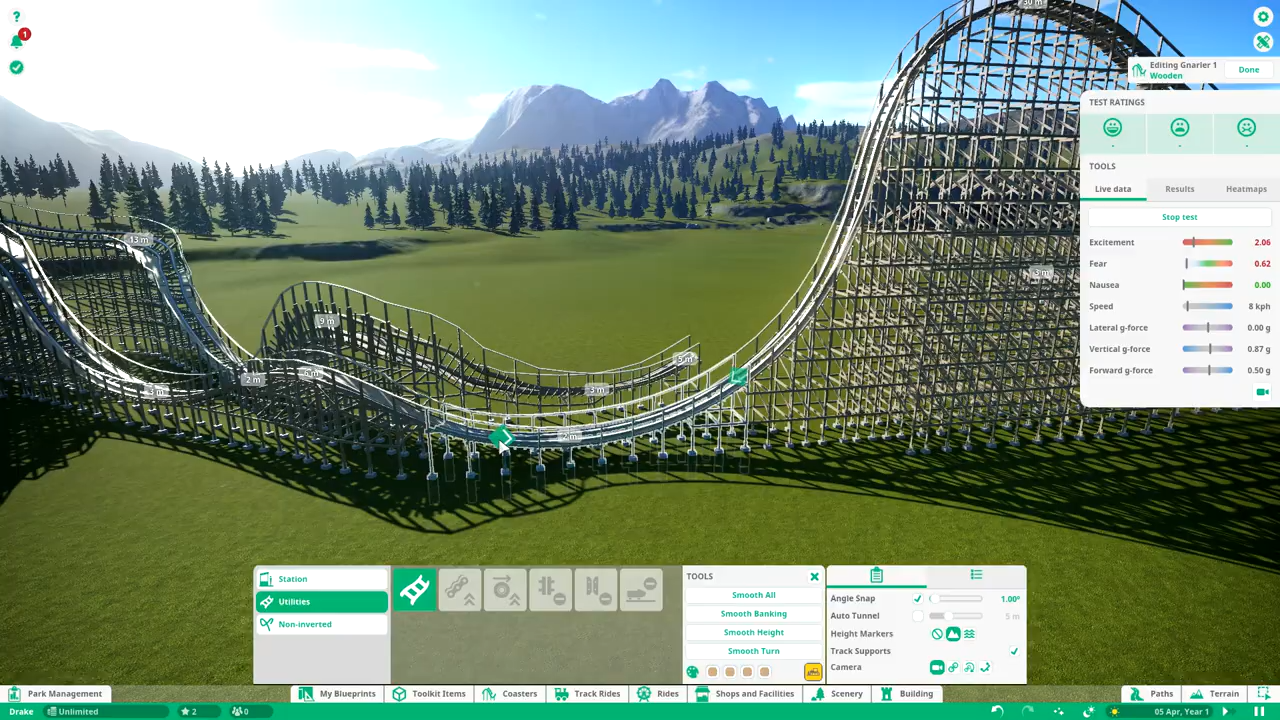 ?
1
30 m
Editing Gnarler 1
Wooden
Done
TEST RATINGS
-
-
-
TOOLS
Live data
Results
Heatmaps
Stop test
Excitement
2.06
Fear
0.62
Nausea
0.00
Speed
8 kph
Lateral g-force
0.00 g
Vertical g-force
0.87 g
Forward g-force
0.50 g
13 m
9 m
3 m
5 m
6 m
2 m
3 m
3 m
2 m
Station
Utilities
Non-inverted
TOOLS
Smooth All
Smooth Banking
Smooth Height
Smooth Turn
Angle Snap
1.00°
Auto Tunnel
5 m
Height Markers
Track Supports
Camera
Park Management
My Blueprints
Toolkit Items
Coasters
Track Rides
Rides
Shops and Facilities
Scenery
Building
Paths
Terrain
Drake
Unlimited
2
0
05 Apr, Year 1